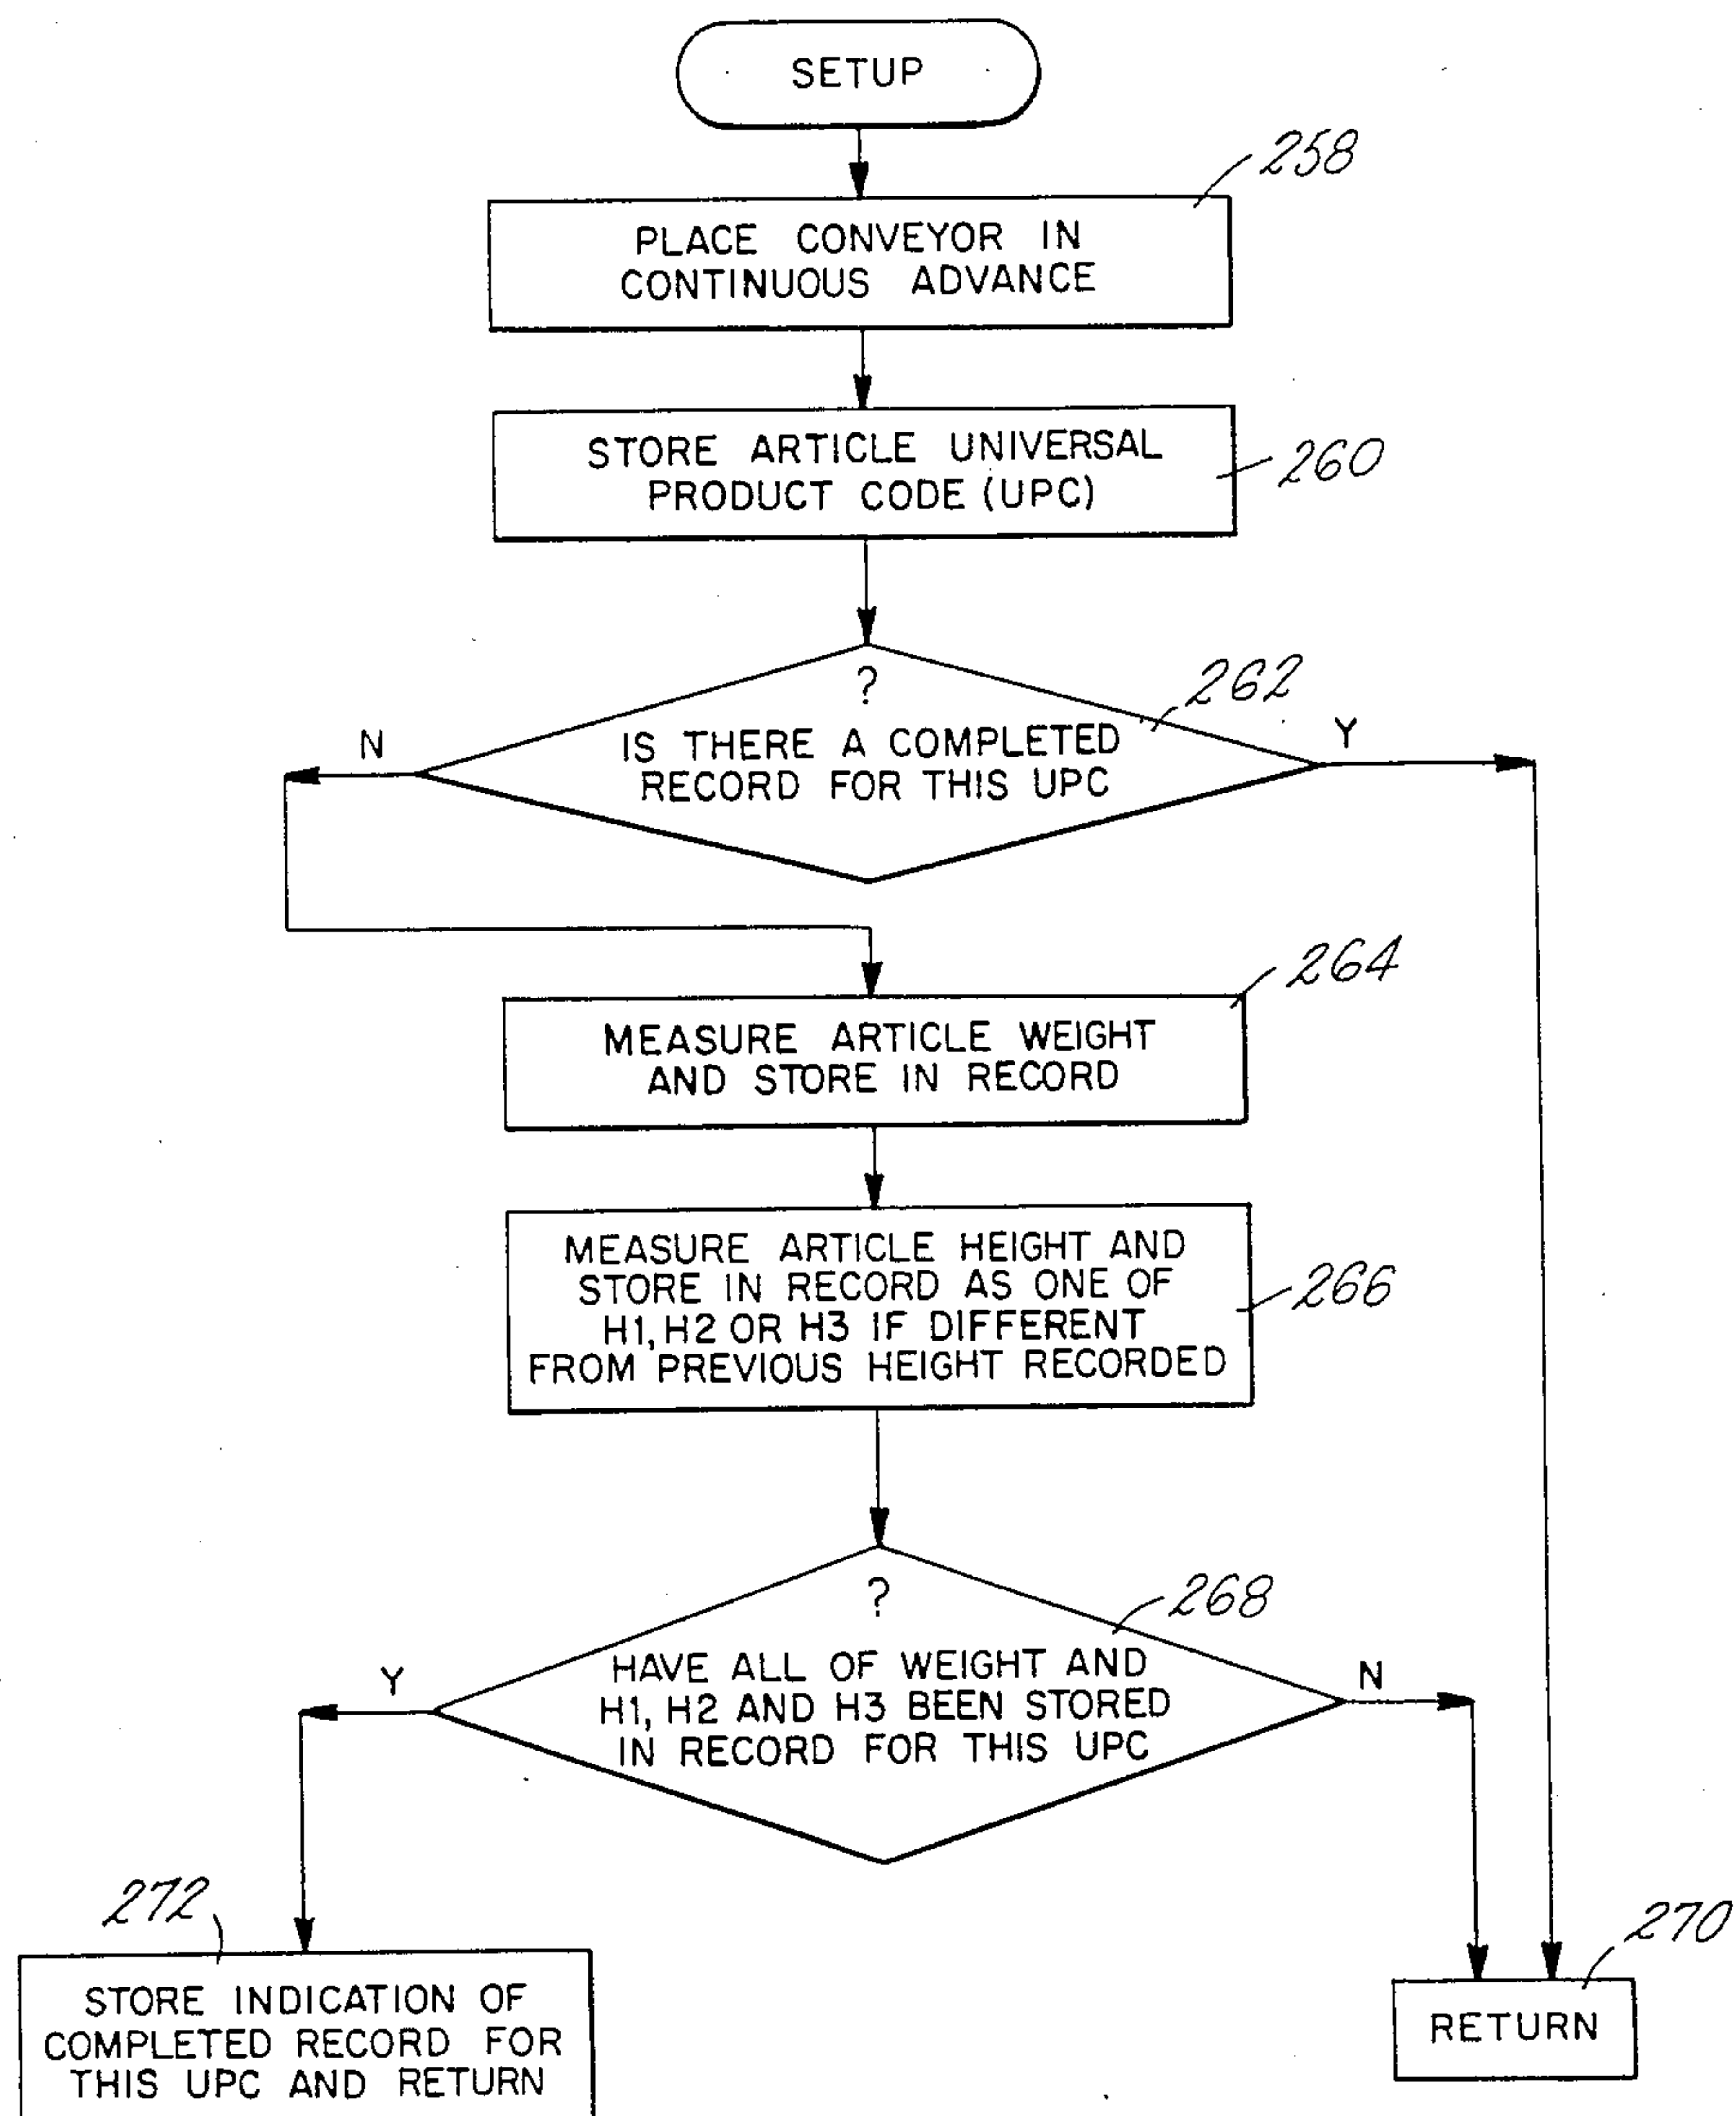 SETUP
258
PLACE CONVEYOR IN
CONTINUOUS ADVANCE
STORE ARTICLE UNIVERSAL
PRODUCT CODE (UPC)
260
262
?
N
IS THERE A COMPLETED
RECORD FOR THIS UPC
Y
264
MEASURE ARTICLE WEIGHT
AND STORE IN RECORD
MEASURE ARTICLE HEIGHT AND
STORE IN RECORD AS ONE OF
H1, H2 OR H3 IF DIFFERENT
FROM PREVIOUS HEIGHT RECORDED
266
268
?
Y
HAVE ALL OF WEIGHT AND
H1, H2 AND H3 BEEN STORED
IN RECORD FOR THIS UPC
N
272
STORE INDICATION OF
COMPLETED RECORD FOR
THIS UPC AND RETURN
270
RETURN